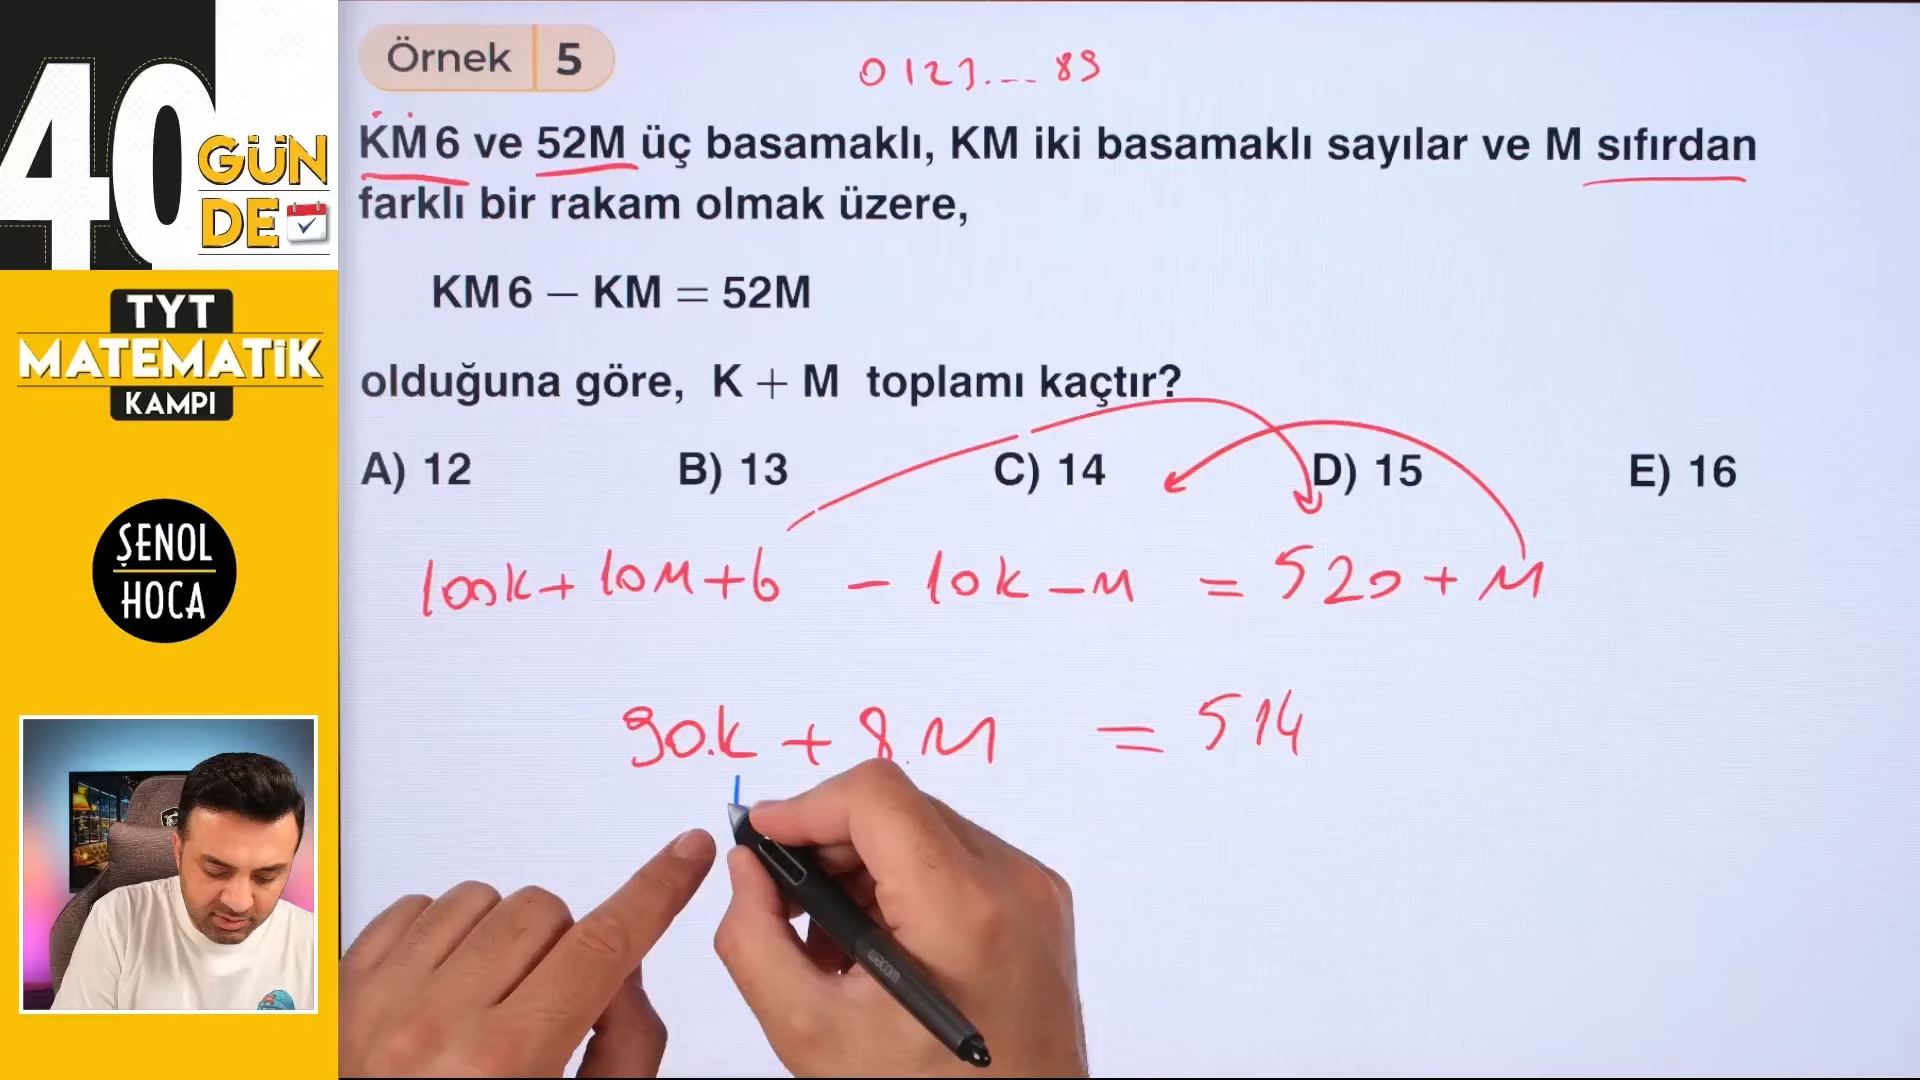 40
GÜN
DE
TYT
MATEMATİK
KAMPI
ŞENOL
HOCA
Örnek 5
0 1 2 3 . . . . 8 9
KM6 ve 52M üç basamaklı, KM iki basamaklı sayılar ve M sıfırdan
farklı bir rakam olmak üzere,
KM6 – KM = 52M
olduğuna göre, K + M toplamı kaçtır?
A) 12 B) 13 C) 14 D) 15 E) 16
100K + 10M + 6 – 10K – M = 520 + M
90.K + 8.M = 514
wacom